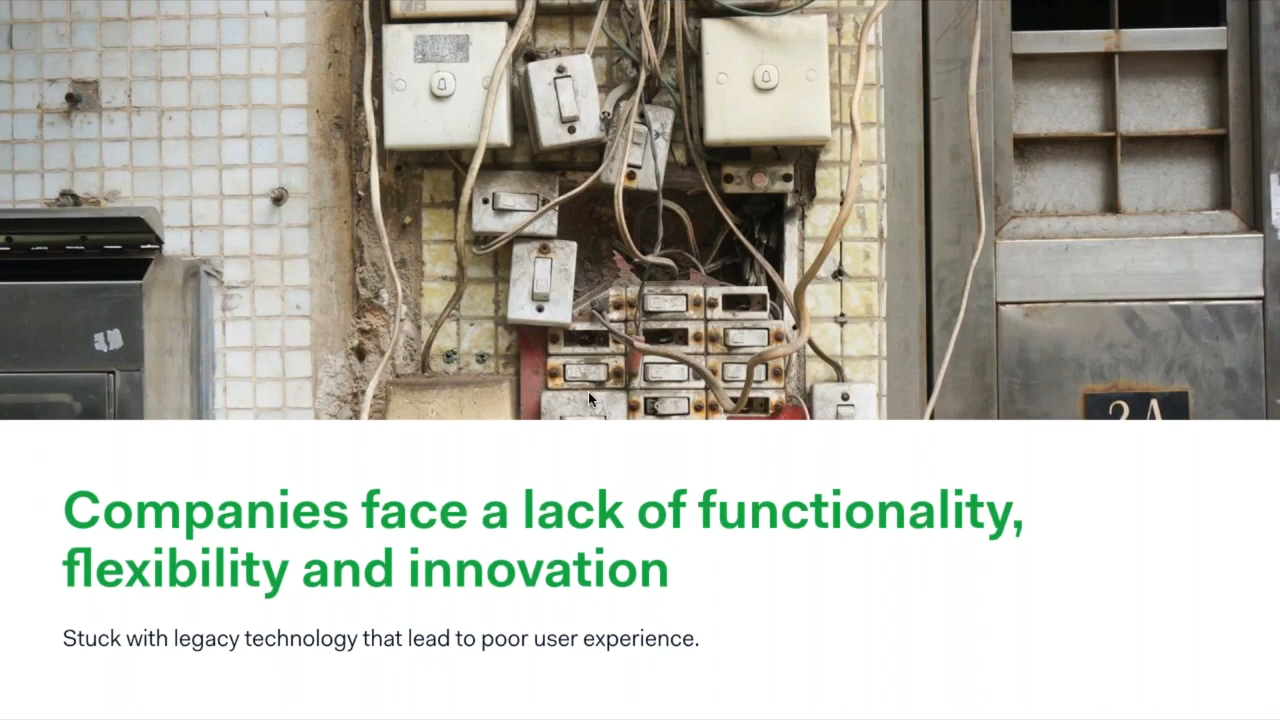 2A
Companies face a lack of functionality,
flexibility and innovation
Stuck with legacy technology that lead to poor user experience.